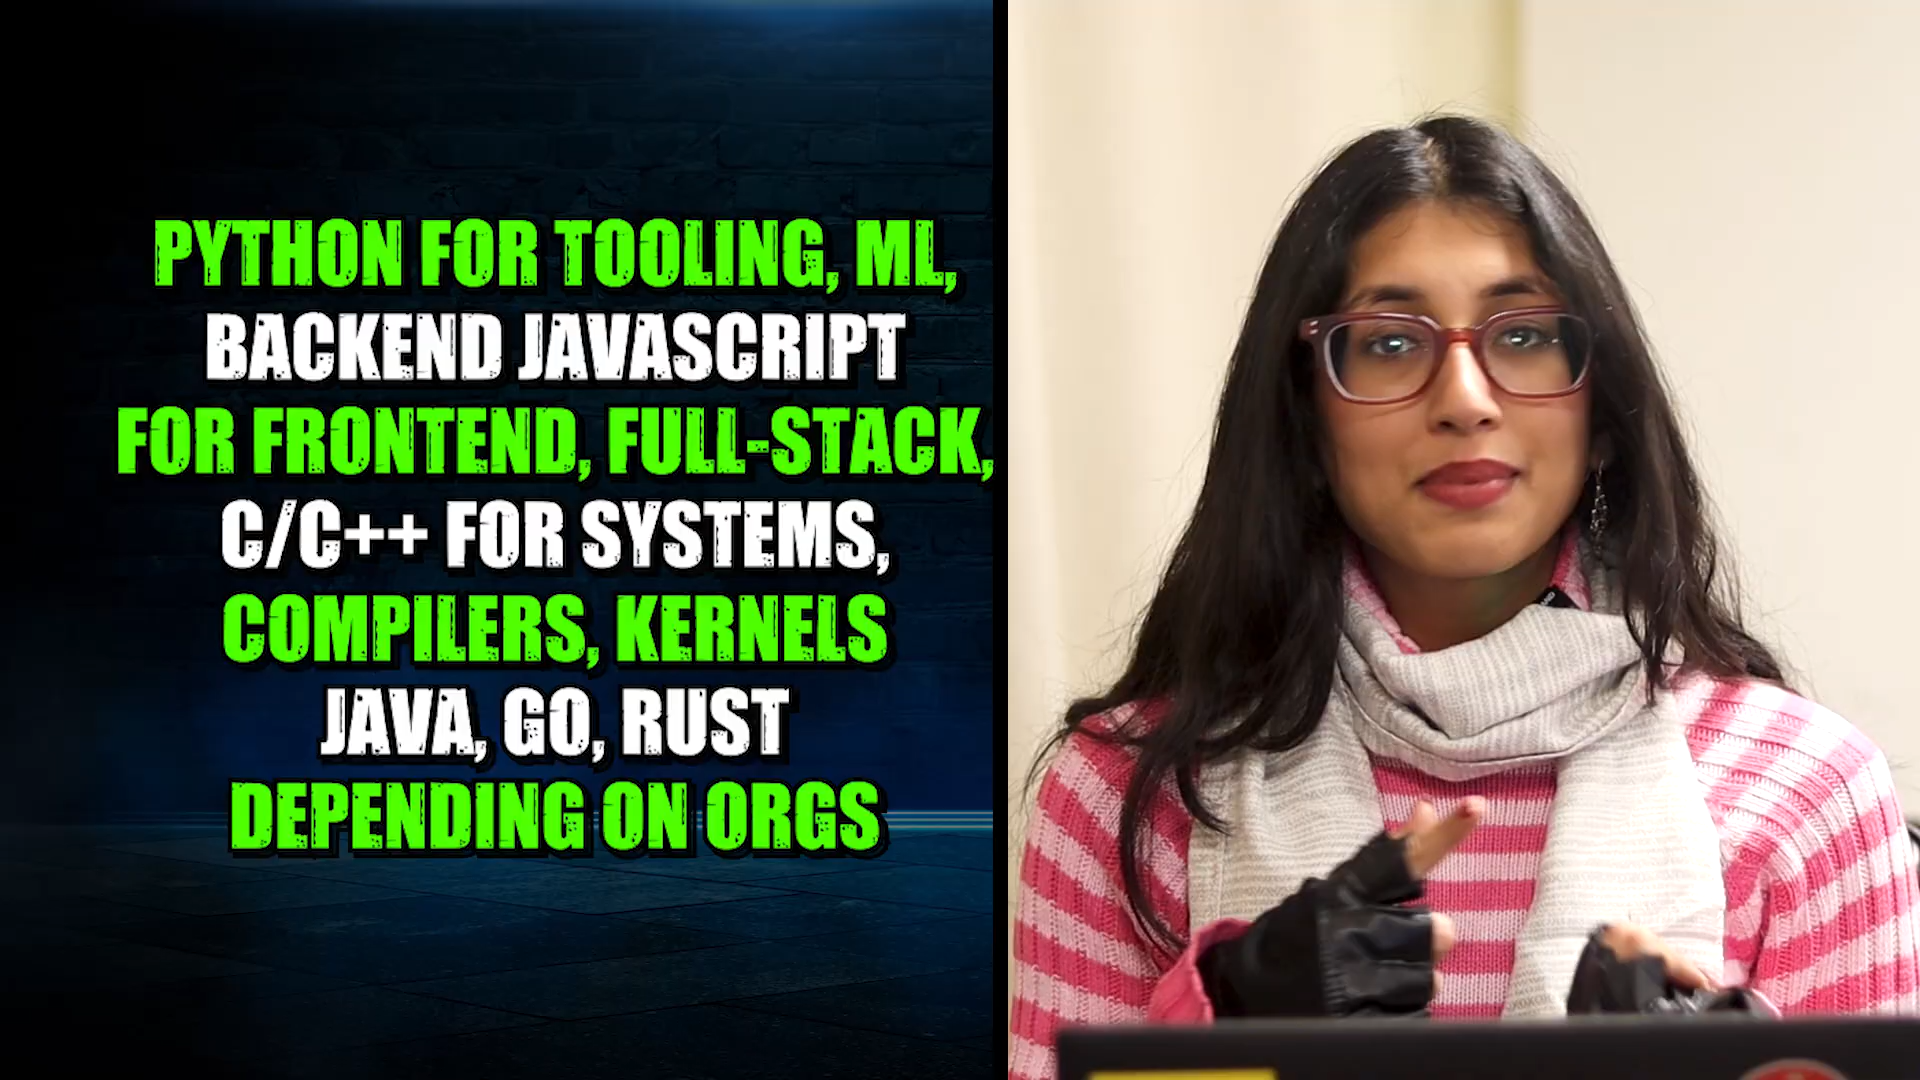 PYTHON FOR TOOLING, ML,
BACKEND JAVASCRIPT
FOR FRONTEND, FULL-STACK,
C/C++ FOR SYSTEMS,
COMPILERS, KERNELS
JAVA, GO, RUST
DEPENDING ON ORGS